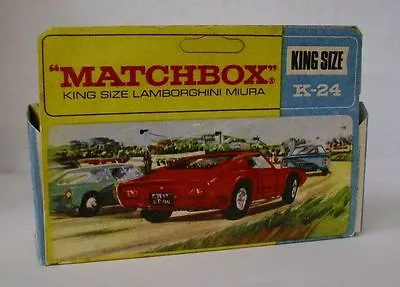 "MATCHBOX"®
KING SIZE LAMBORGHINI MIURA
KING SIZE
K-24